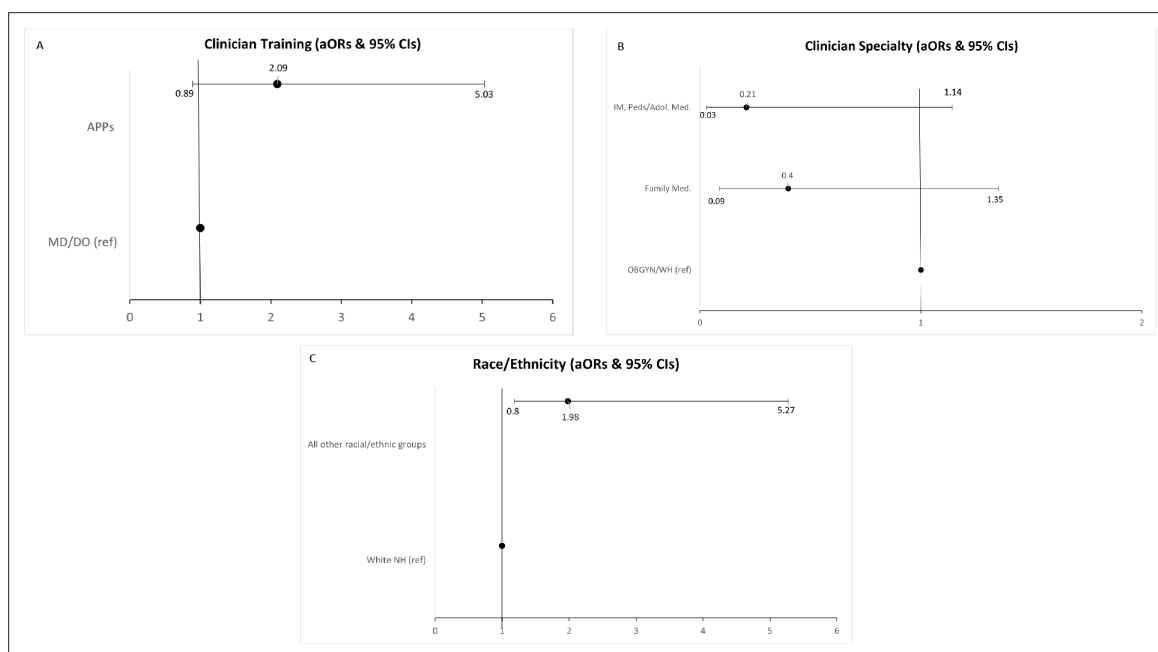 A
Clinician Training (aORs & 95% CIs)
2.09
0.89
5.03
APPs
MD/DO (ref)
0 1 2 3 4 5 6
B
Clinician Specialty (aORs & 95% CIs)
1.14
0.21
IM, Peds/Adol. Med.
0.03
0.4
Family Med.
0.09
1.35
OBGYN/WH (ref)
0 1 2
C
Race/Ethnicity (aORs & 95% CIs)
0.8
1.98
5.27
All other racial/ethnic groups
White NH (ref)
0 1 2 3 4 5 6